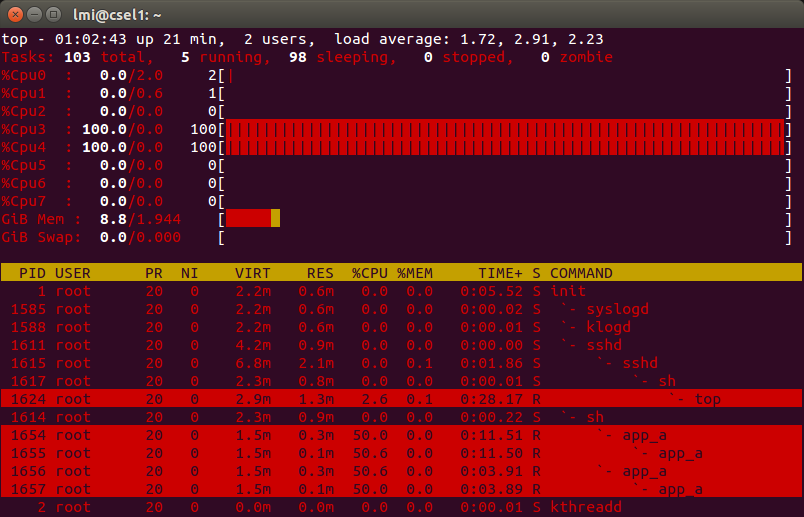 lmi@csel1: ~
top - 01:02:43 up 21 min,  2 users,  load average: 1.72, 2.91, 2.23
Tasks: 103 total,   5 running,  98 sleeping,   0 stopped,   0 zombie
%Cpu0  :   0.0/2.0     2[|                                                              ]
%Cpu1  :   0.0/0.6     1[                                                              ]
%Cpu2  :   0.0/0.0     0[                                                              ]
%Cpu3  : 100.0/0.0   100[||||||||||||||||||||||||||||||||||||||||||||||||||||||||||||||]
%Cpu4  : 100.0/0.0   100[||||||||||||||||||||||||||||||||||||||||||||||||||||||||||||||]
%Cpu5  :   0.0/0.0     0[                                                              ]
%Cpu6  :   0.0/0.0     0[                                                              ]
%Cpu7  :   0.0/0.0     0[                                                              ]
GiB Mem :  8.8/1.944    [                                                              ]
GiB Swap:  0.0/0.000    [                                                              ]
  PID USER      PR  NI    VIRT    RES  %CPU %MEM     TIME+ S COMMAND
    1 root      20   0    2.2m   0.6m   0.0  0.0   0:05.52 S init
 1585 root      20   0    2.2m   0.6m   0.0  0.0   0:00.02 S  `- syslogd
 1588 root      20   0    2.2m   0.6m   0.0  0.0   0:00.01 S  `- klogd
 1611 root      20   0    4.2m   0.9m   0.0  0.0   0:00.00 S  `- sshd
 1615 root      20   0    6.8m   2.1m   0.0  0.1   0:01.86 S      `- sshd
 1617 root      20   0    2.3m   0.8m   0.0  0.0   0:00.01 S          `- sh
 1624 root      20   0    2.9m   1.3m   2.6  0.1   0:28.17 R              `- top
 1614 root      20   0    2.3m   0.9m   0.0  0.0   0:00.22 S  `- sh
 1654 root      20   0    1.5m   0.3m  50.0  0.0   0:11.51 R      `- app_a
 1655 root      20   0    1.5m   0.1m  50.6  0.0   0:11.50 R          `- app_a
 1656 root      20   0    1.5m   0.3m  50.6  0.0   0:03.91 R      `- app_a
 1657 root      20   0    1.5m   0.1m  50.0  0.0   0:03.89 R          `- app_a
    2 root      20   0    0.0m   0.0m   0.0  0.0   0:00.01 S kthreadd